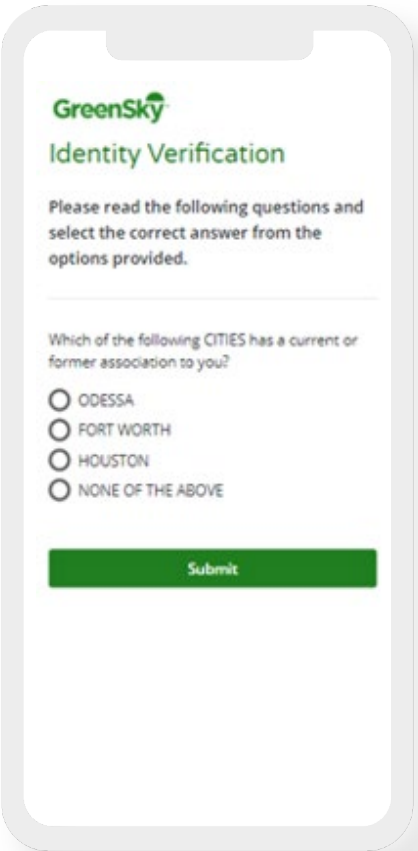 GreenSky
Identity Verification
Please read the following questions and
select the correct answer from the
options provided.
Which of the following CITIES has a current or
former association to you?
ODESSA
FORT WORTH
HOUSTON
NONE OF THE ABOVE
Submit